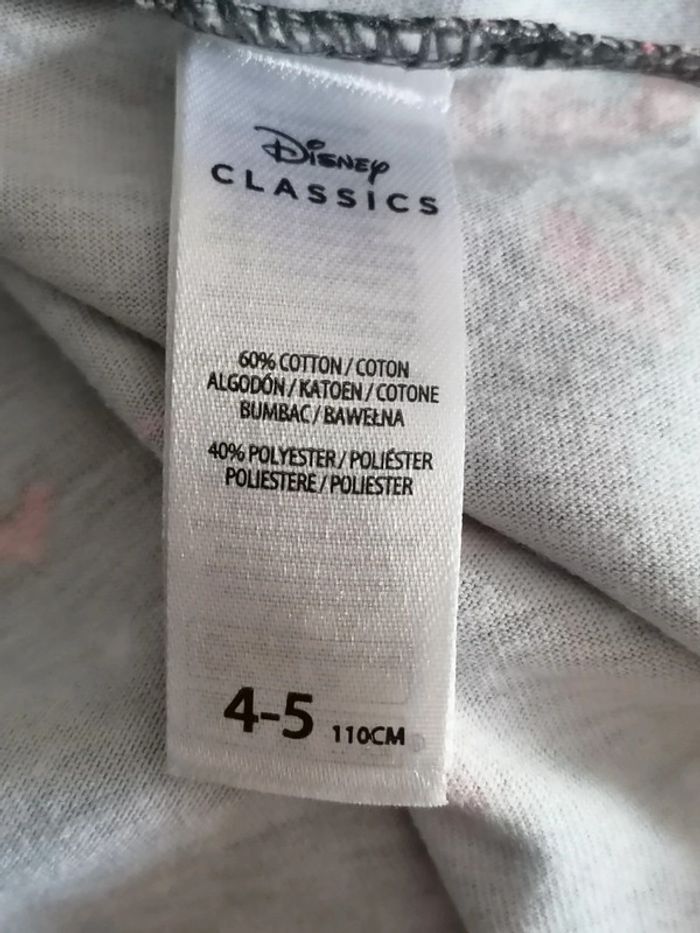 Disney
CLASSICS
60% COTTON / COTON
ALGODÓN / KATOEN / COTONE
BUMBAC / BAWEŁNA
40% POLYESTER / POLIÉSTER
POLIESTERE / POLIESTER
4-5 110CM